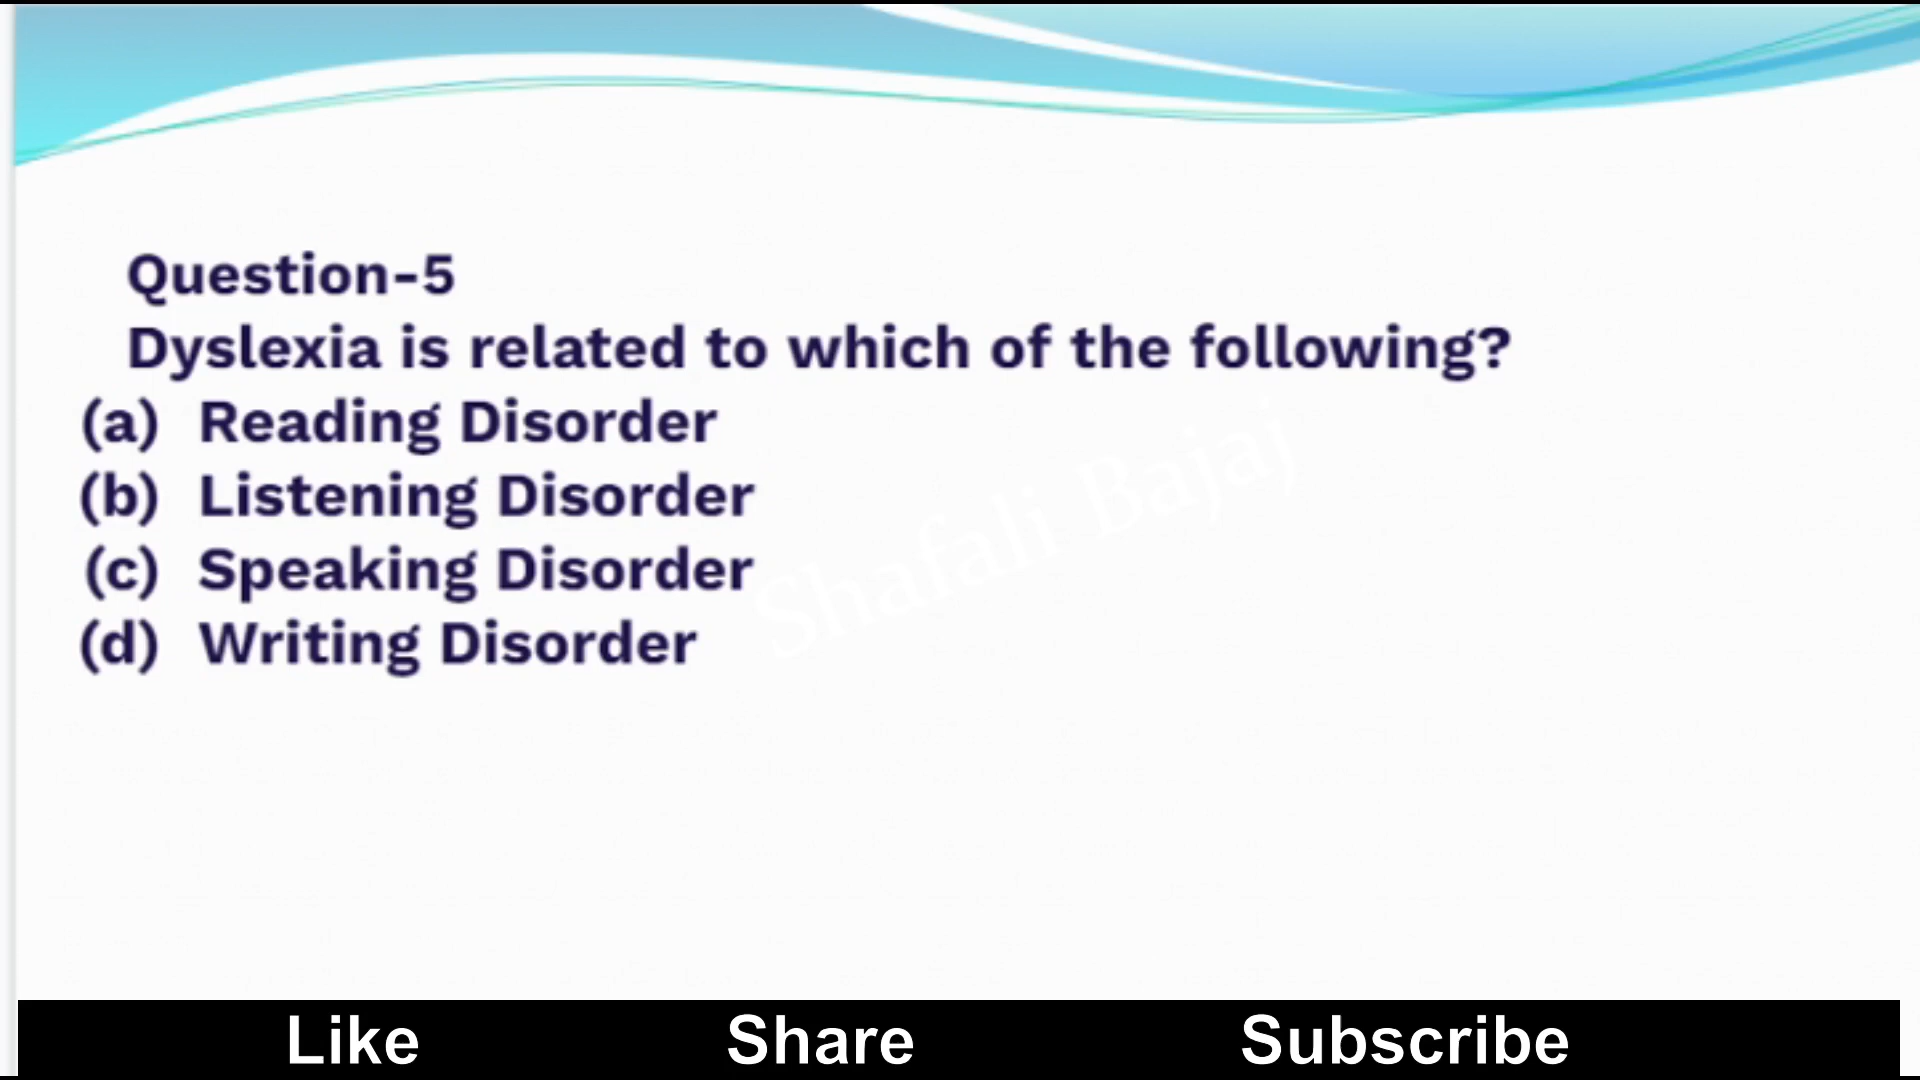 Question-5
Dyslexia is related to which of the following?
(a) Reading Disorder
(b) Listening Disorder
(c) Speaking Disorder
(d) Writing Disorder
Shafali Bajaj
Like Share Subscribe